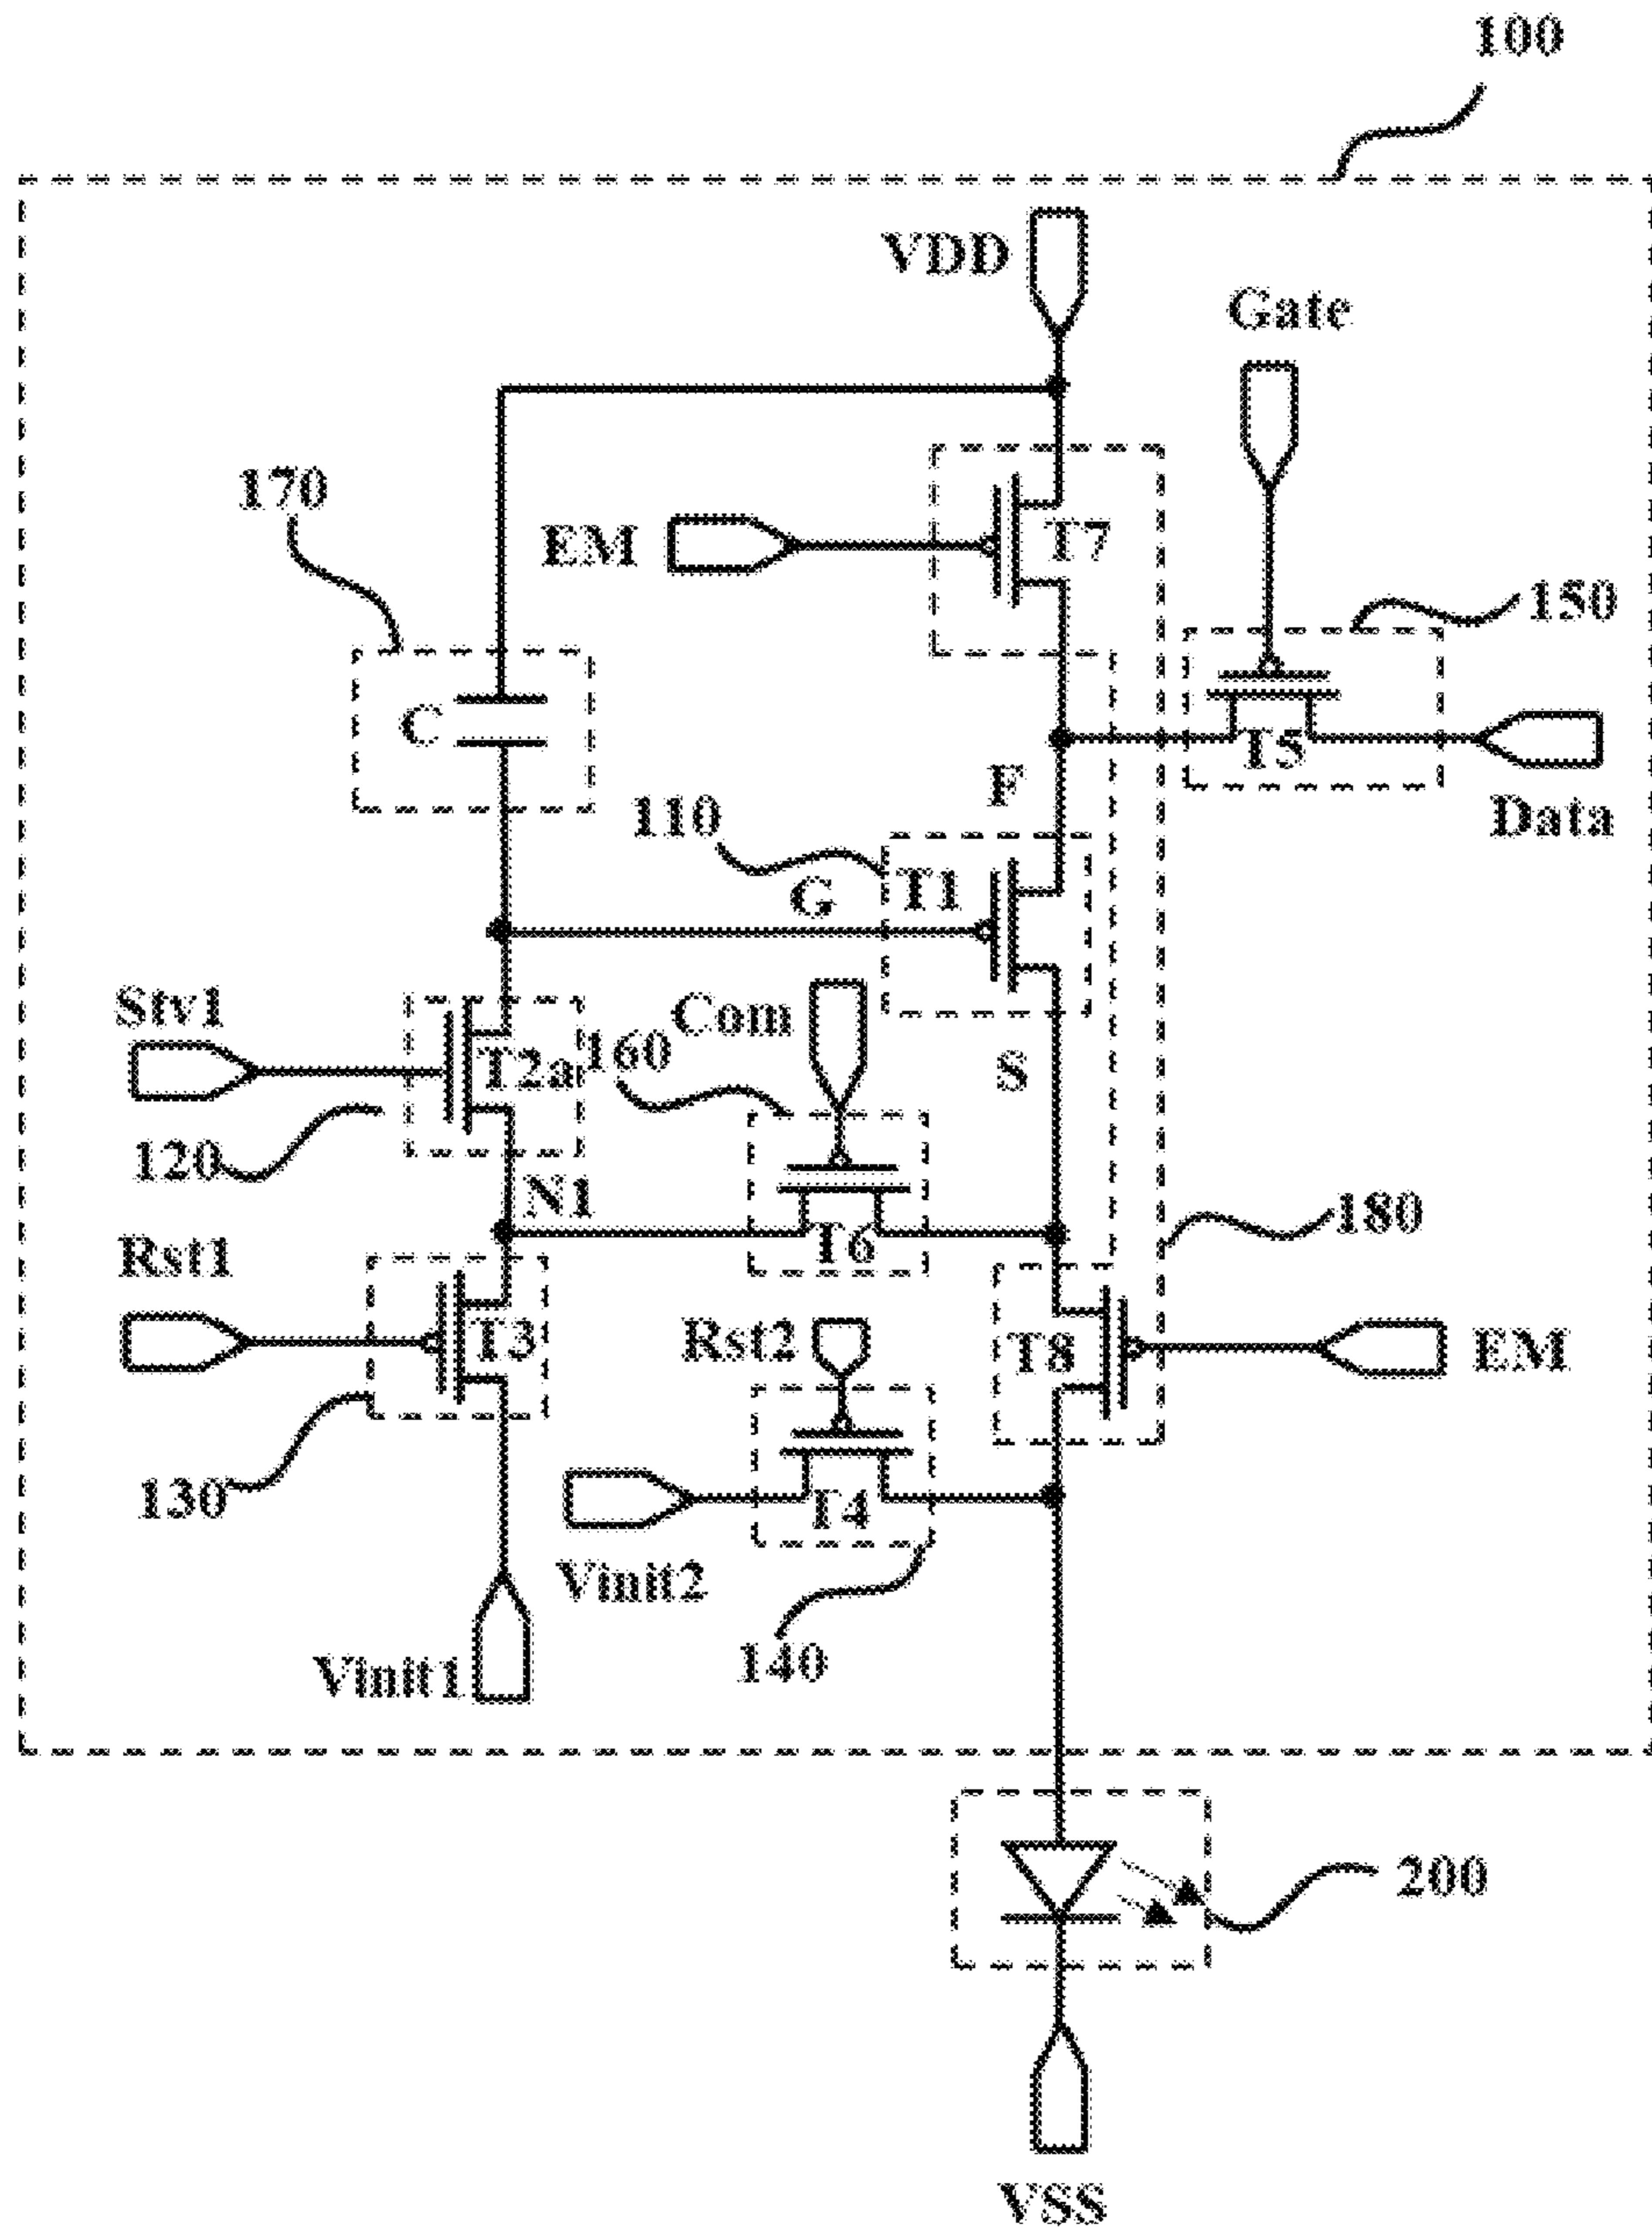 100
VDD
Gate
170
EM
T7
150
C
T5
F
110
Data
T1
G
Stv1
Com
T2a
160
S
120
N1
180
Rst1
T6
T3
Rst2
T8
EM
130
T4
Vinit2
140
Vinit1
200
VSS